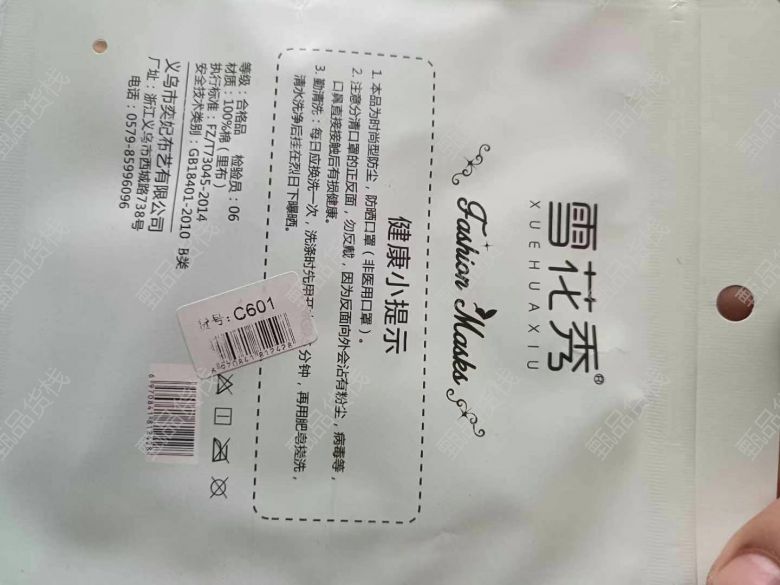 雪花秀®
XUEHUAXIU
Fashion Masks
健康小提示
1. 本品为时尚型防尘,防晒口罩(非医用口罩)。
2. 注意分清口罩的正反面,勿反戴,因为反面向外会沾有粉尘,病毒等,
口鼻直接接触后有损健康。
3. 勤清洗:每日应换洗一次,洗涤时先用开
分钟,再用肥皂搓洗,
清水洗净后挂在烈日下曝晒。
等级:合格品 检验员:06
材质:100%棉(里布)
执行标准:FZ/T73045-2014
安全技术类别:GB18401-2010 B类
义乌市奕妃布艺有限公司
厂址:浙江义乌市西城路738号
电话:0579-85996096
号:C601
6970841812428
6970841812428
甄品货栈